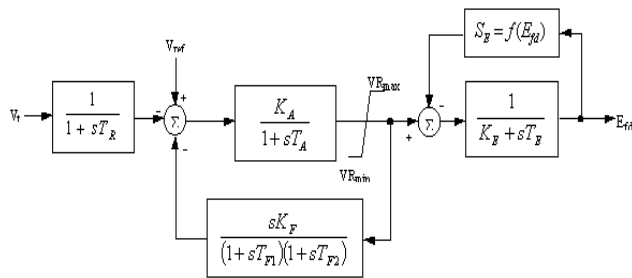 S_E = f(E_fd)
V_ref
VR_max
V_t
1
1 + sT_R
-
+
Σ
-
K_A
1 + sT_A
VR_min
-
+
Σ
1
K_E + sT_E
E_fd
sK_F
(1 + sT_F1)(1 + sT_F2)